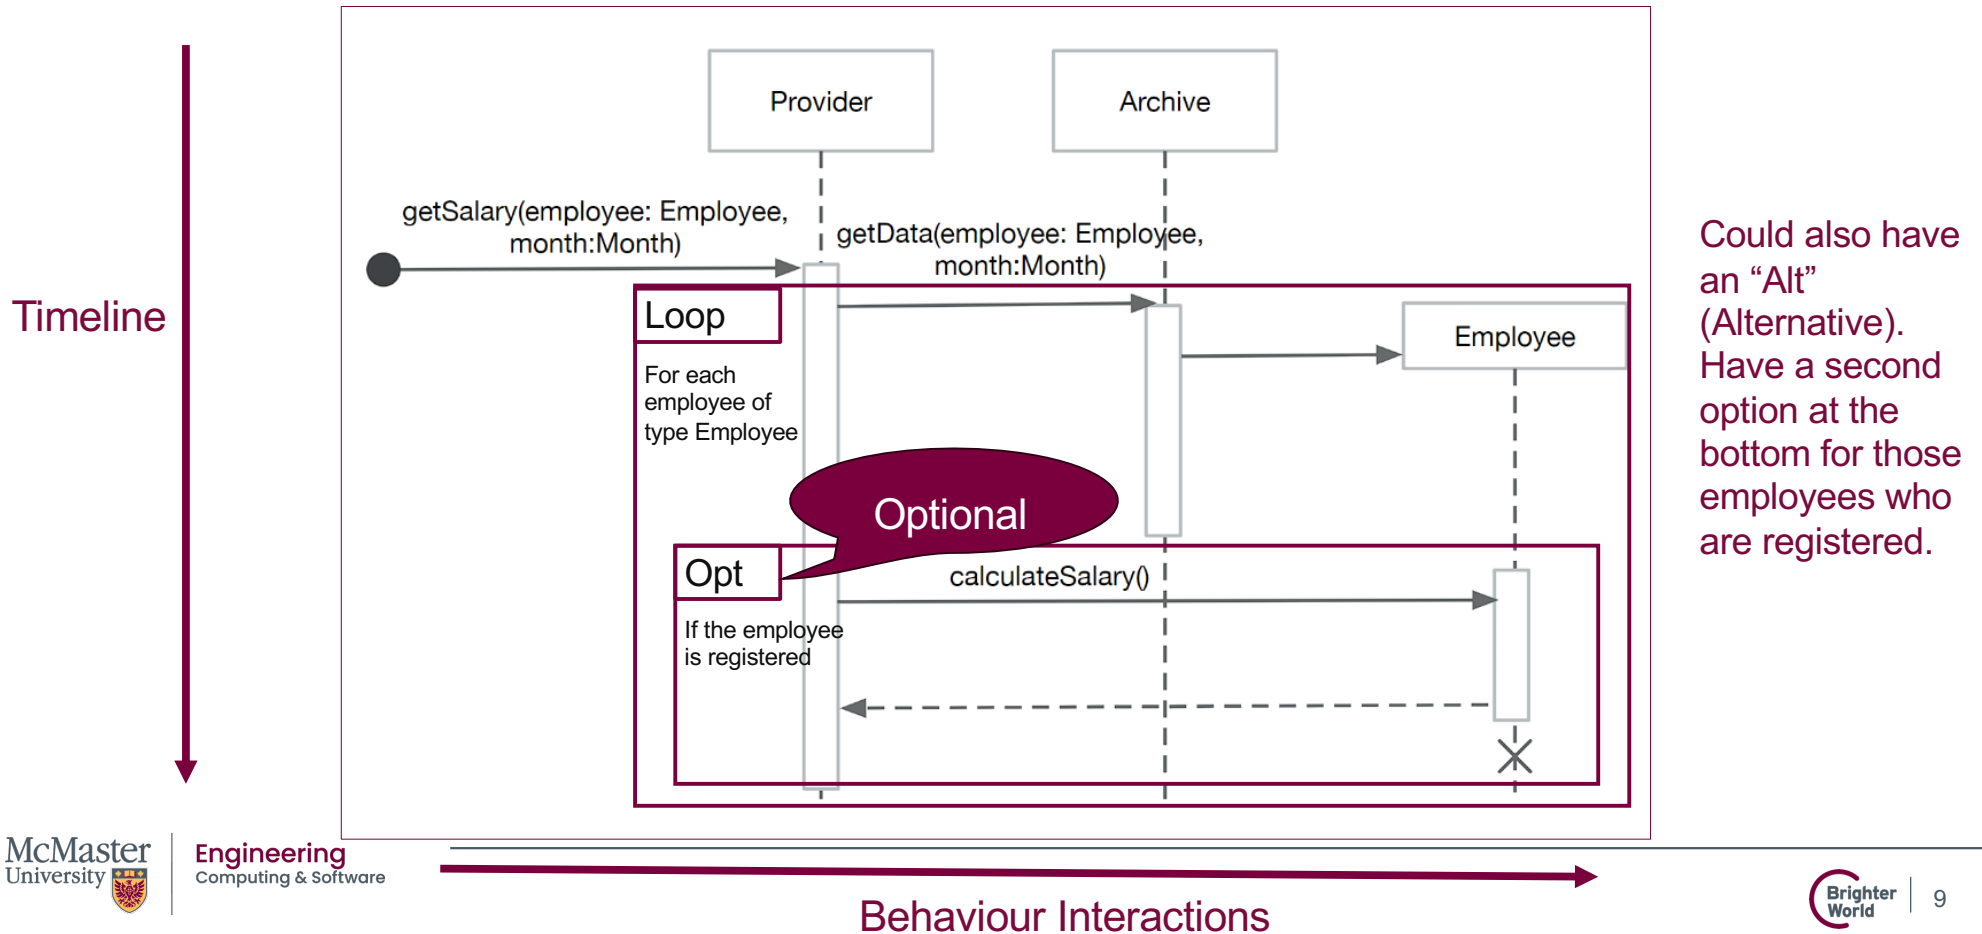 Provider
Archive
getSalary(employee: Employee,
month:Month)
getData(employee: Employee,
month:Month)
Timeline
Loop
Employee
For each
employee of
type Employee
Optional
Opt
calculateSalary()
If the employee
is registered
Could also have
an “Alt”
(Alternative).
Have a second
option at the
bottom for those
employees who
are registered.
McMaster
University
Engineering
Computing & Software
Behaviour Interactions
Brighter
World
9